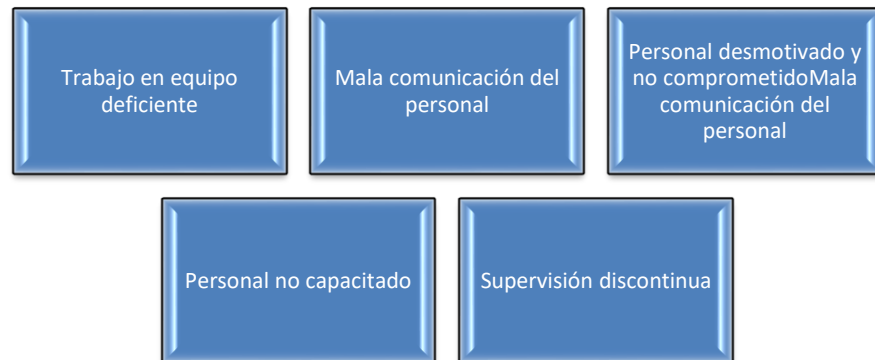 Trabajo en equipo
deficiente
Mala comunicación del
personal
Personal desmotivado y
no comprometidoMala
comunicación del
personal
Personal no capacitado
Supervisión discontinua